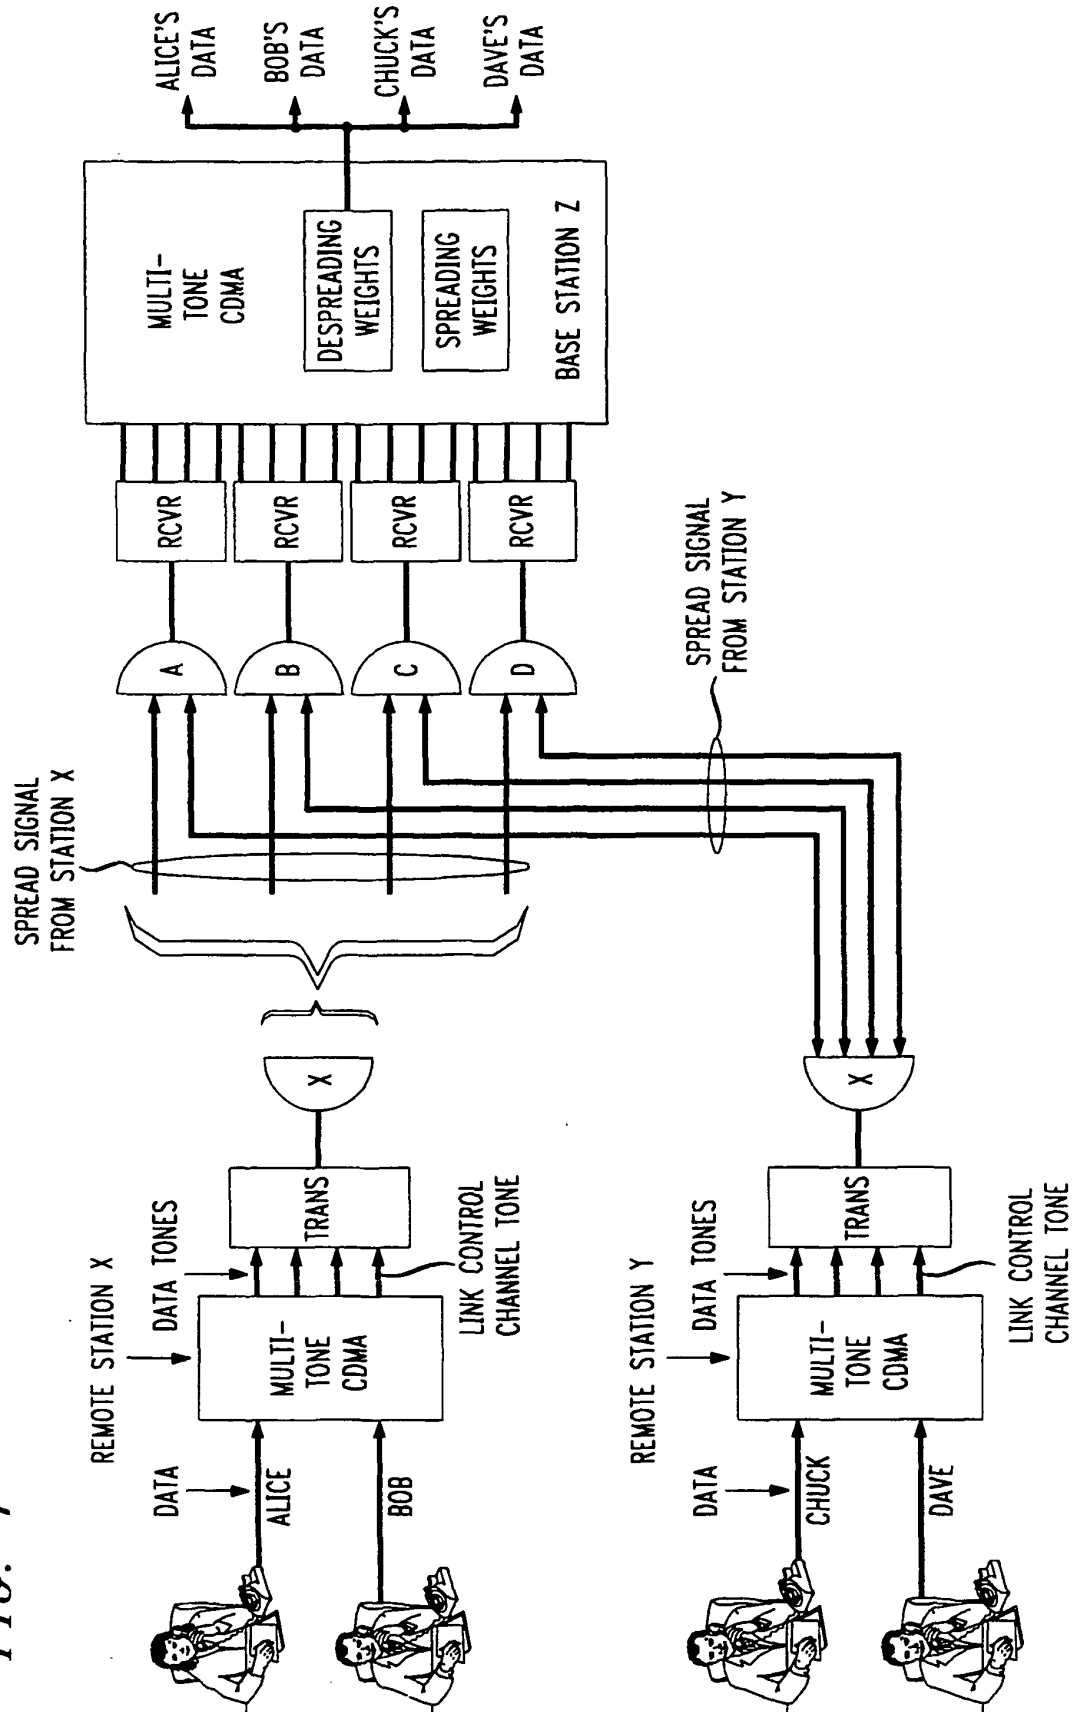 REMOTE STATION X
DATA
ALICE
BOB
MULTI-
TONE
CDMA
DATA TONES
LINK CONTROL
CHANNEL TONE
TRANS
X
SPREAD SIGNAL
FROM STATION X
A
B
C
D
RCVR
RCVR
RCVR
RCVR
MULTI-
TONE
CDMA
DESPREADING
WEIGHTS
SPREADING
WEIGHTS
BASE STATION Z
ALICE'S
DATA
BOB'S
DATA
CHUCK'S
DATA
DAVE'S
DATA
REMOTE STATION Y
DATA
CHUCK
DAVE
MULTI-
TONE
CDMA
DATA TONES
LINK CONTROL
CHANNEL TONE
TRANS
X
SPREAD SIGNAL
FROM STATION Y